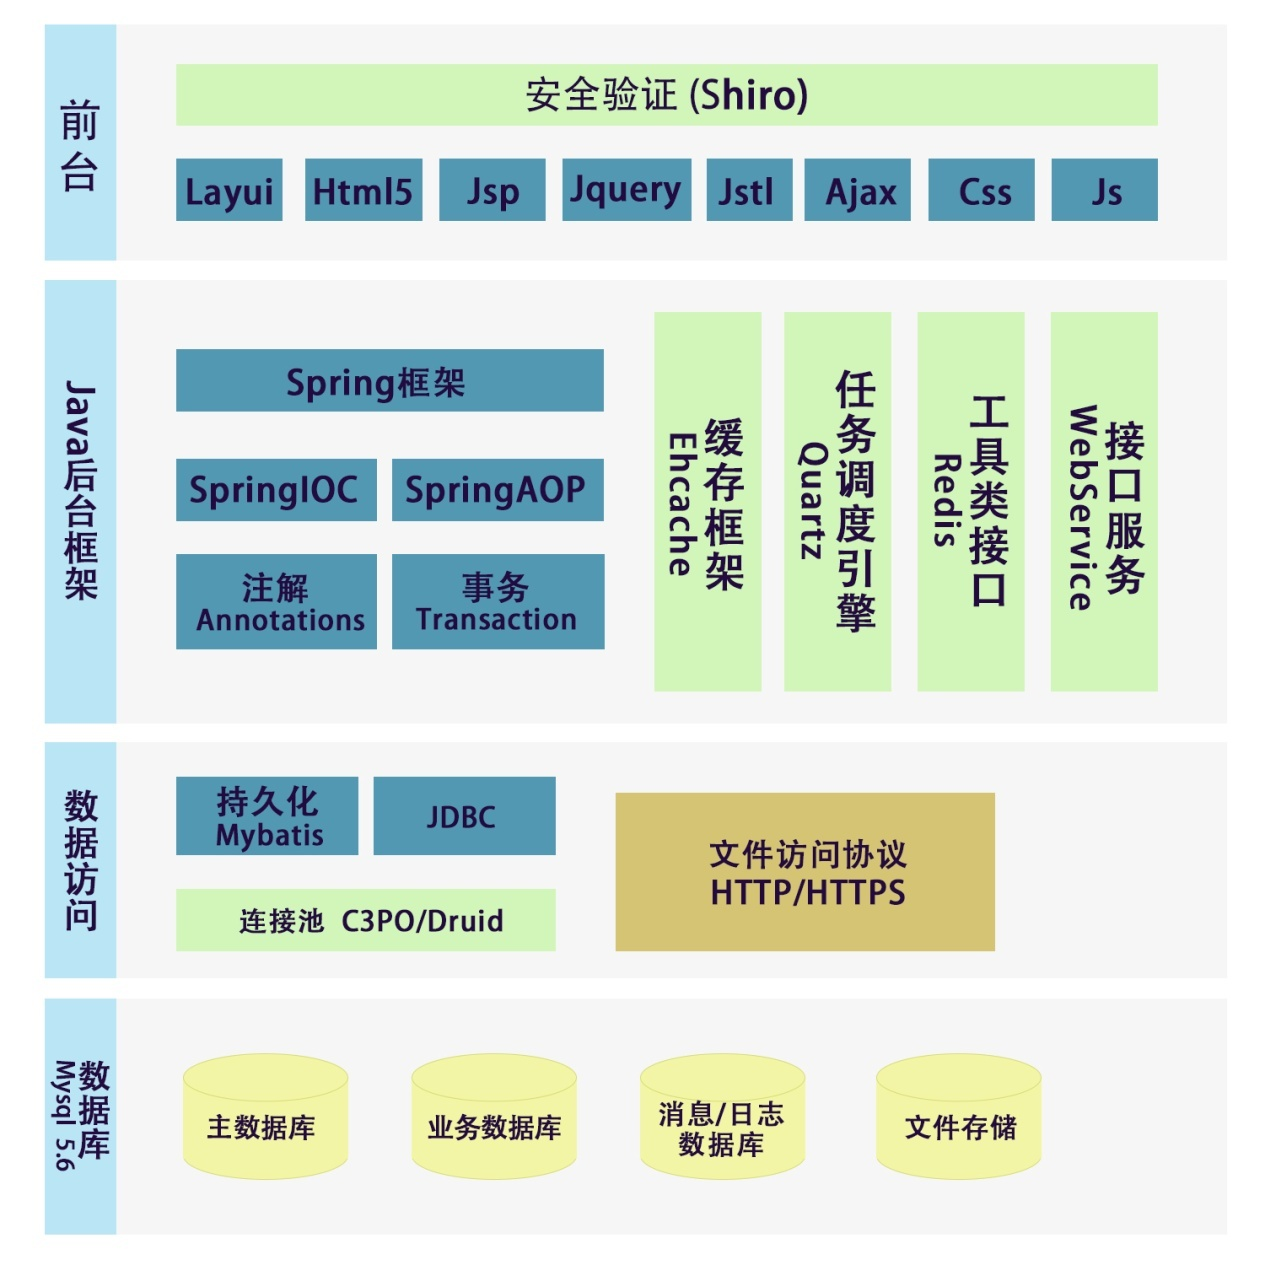 前台
安全验证 (Shiro)
Layui
Html5
Jsp
Jquery
Jstl
Ajax
Css
Js
Java后台框架
Spring框架
SpringIOC
SpringAOP
注解
Annotations
事务
Transaction
缓存框架
Ehcache
任务调度引擎
Quartz
工具类接口
Redis
接口服务
WebService
数据访问
持久化
Mybatis
JDBC
连接池 C3PO/Druid
文件访问协议
HTTP/HTTPS
数据库
Mysql 5.6
主数据库
业务数据库
消息/日志
数据库
文件存储